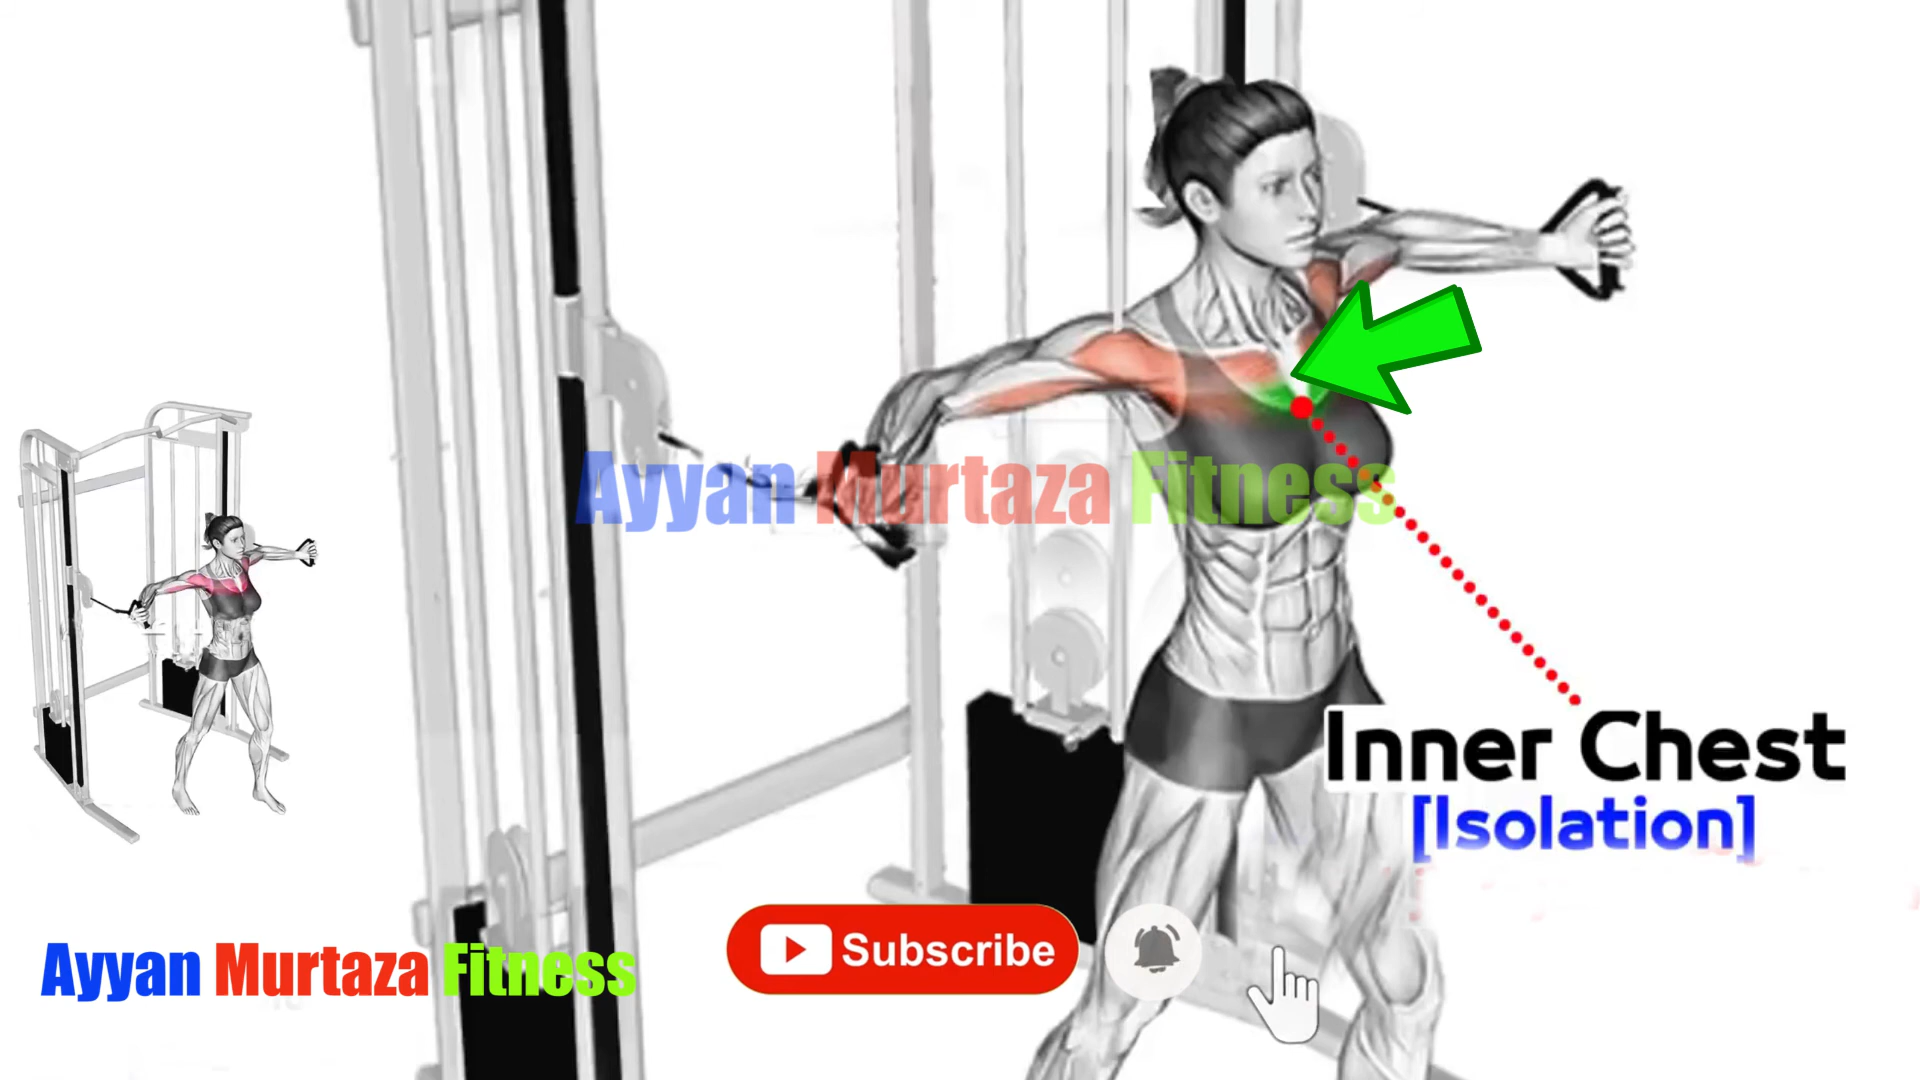 Ayyan Murtaza Fitness
Inner Chest
[Isolation]
Subscribe
Ayyan Murtaza Fitness